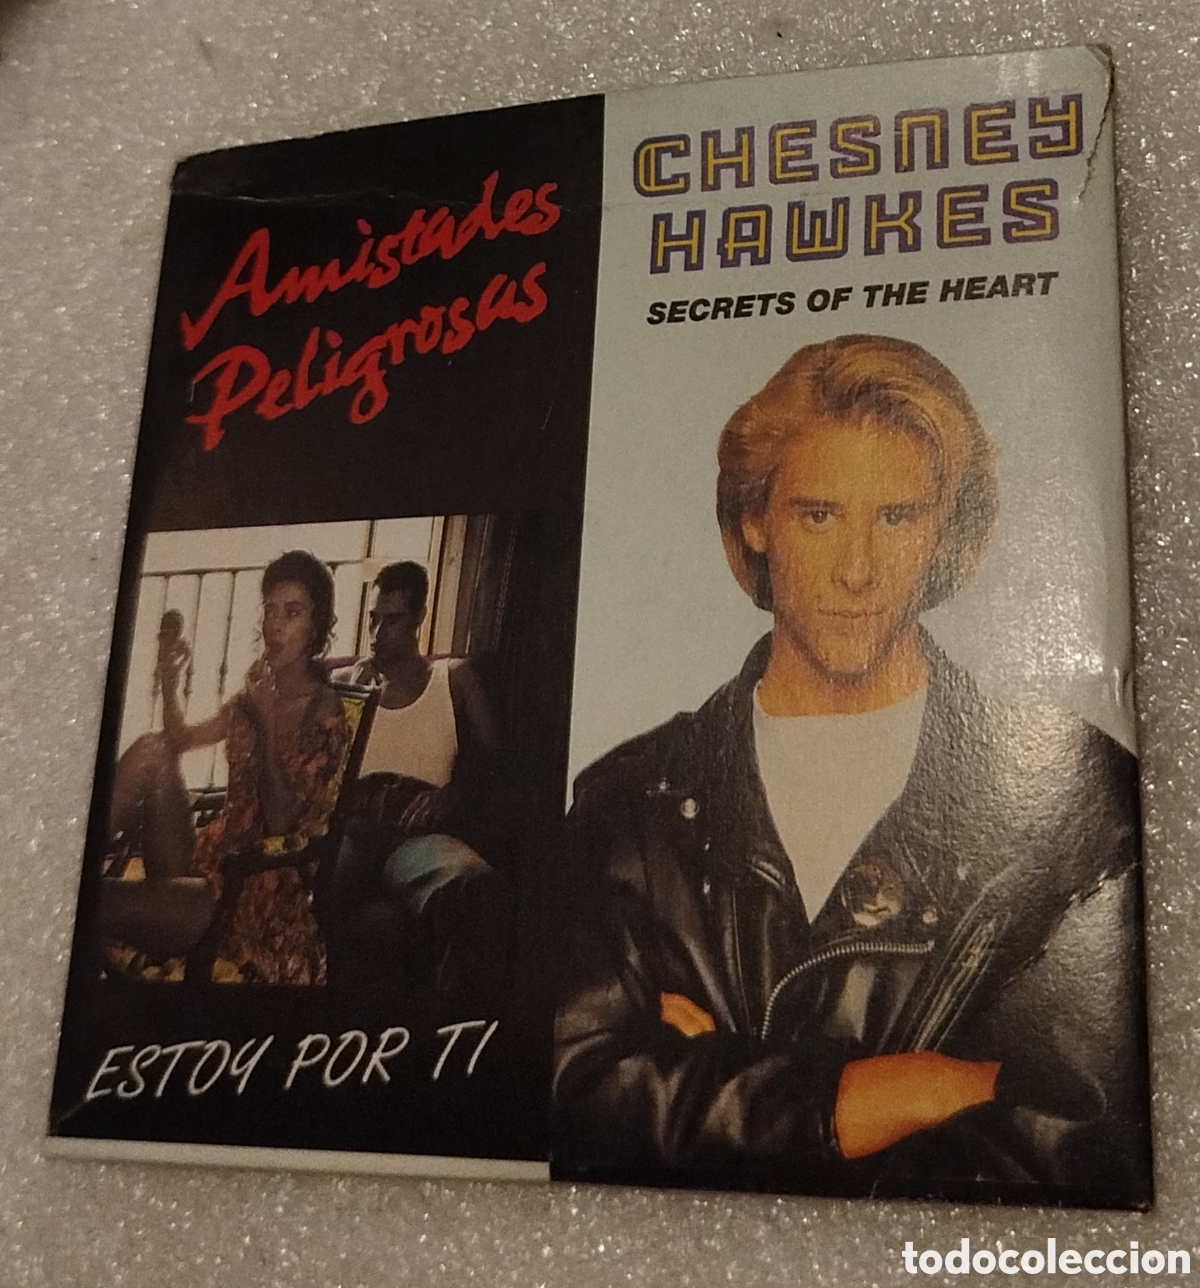 Amistades
Peligrosas
ESTOY POR TI
CHESNEY
HAWKES
SECRETS OF THE HEART
todocoleccion